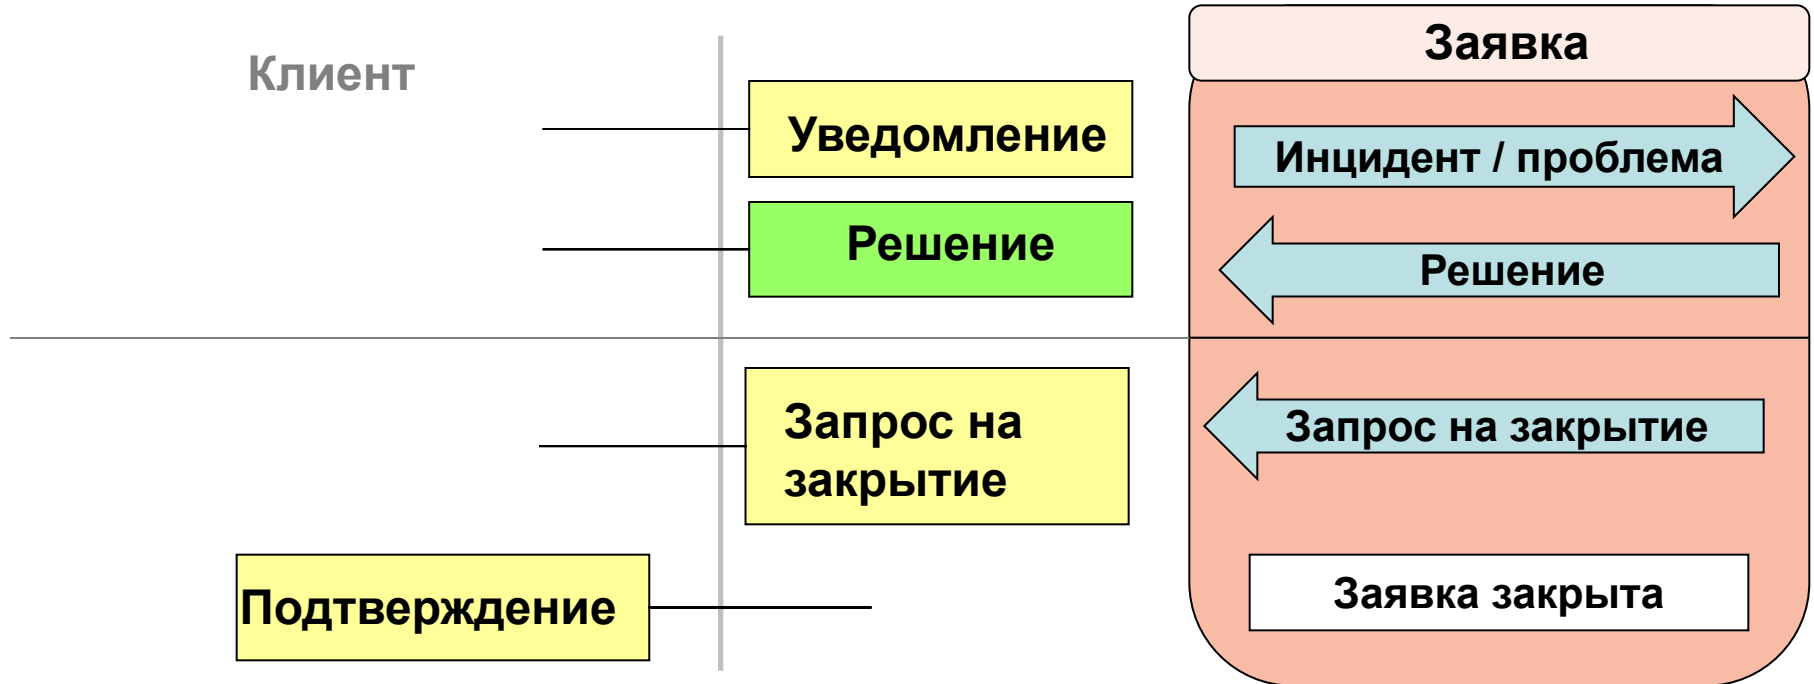 Клиент
Заявка
Уведомление
Инцидент / проблема
Решение
Решение
Запрос на
закрытие
Запрос на закрытие
Подтверждение
Заявка закрыта